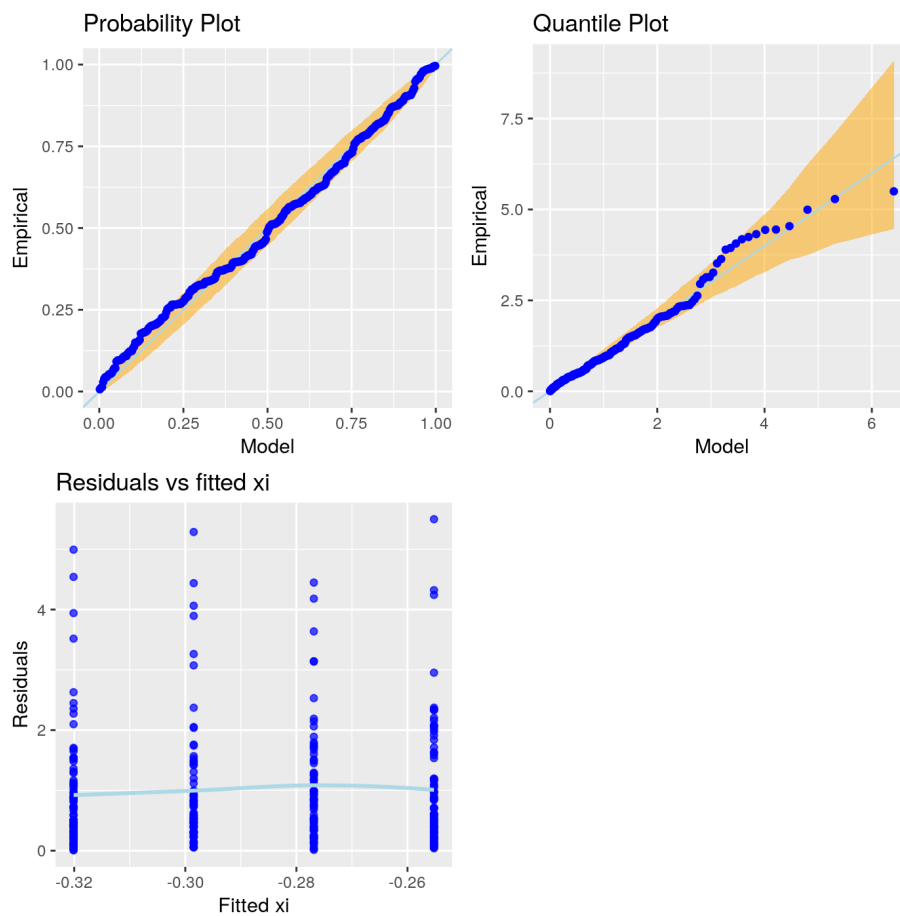 Probability Plot
1.00
0.75
0.50
0.25
0.00
Empirical
0.00 0.25 0.50 0.75 1.00
Model
Quantile Plot
7.5
5.0
2.5
0.0
Empirical
0 2 4 6
Model
Residuals vs fitted xi
4
2
0
Residuals
-0.32 -0.30 -0.28 -0.26
Fitted xi